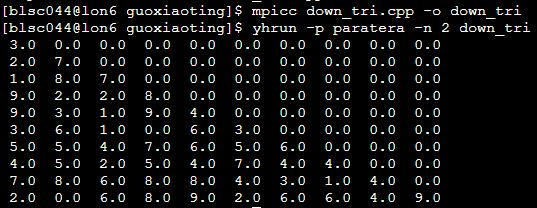 [blsc044@lon6 guoxiaoting]$ mpicc down_tri.cpp -o down_tri
[blsc044@lon6 guoxiaoting]$ yhrun -p paratera -n 2 down_tri
3.0 0.0 0.0 0.0 0.0 0.0 0.0 0.0 0.0 0.0
2.0 7.0 0.0 0.0 0.0 0.0 0.0 0.0 0.0 0.0
1.0 8.0 7.0 0.0 0.0 0.0 0.0 0.0 0.0 0.0
9.0 2.0 2.0 8.0 0.0 0.0 0.0 0.0 0.0 0.0
9.0 3.0 1.0 9.0 4.0 0.0 0.0 0.0 0.0 0.0
3.0 6.0 1.0 0.0 6.0 3.0 0.0 0.0 0.0 0.0
5.0 5.0 4.0 7.0 6.0 5.0 6.0 0.0 0.0 0.0
4.0 5.0 2.0 5.0 4.0 7.0 4.0 4.0 0.0 0.0
7.0 8.0 6.0 8.0 8.0 4.0 3.0 1.0 4.0 0.0
2.0 0.0 6.0 8.0 9.0 2.0 6.0 6.0 4.0 9.0